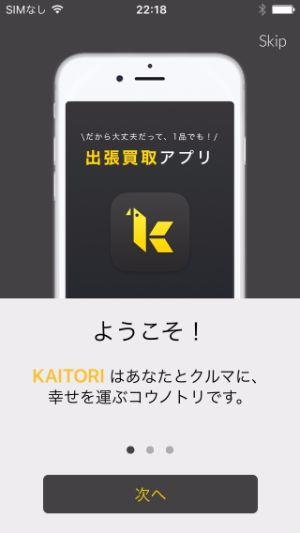 SIMなし 22:18
Skip
\だから大丈夫だって、1品でも!/
出張買取アプリ
ようこそ!
KAITORI はあなたとクルマに、
幸せを運ぶコウノトリです。
次へ